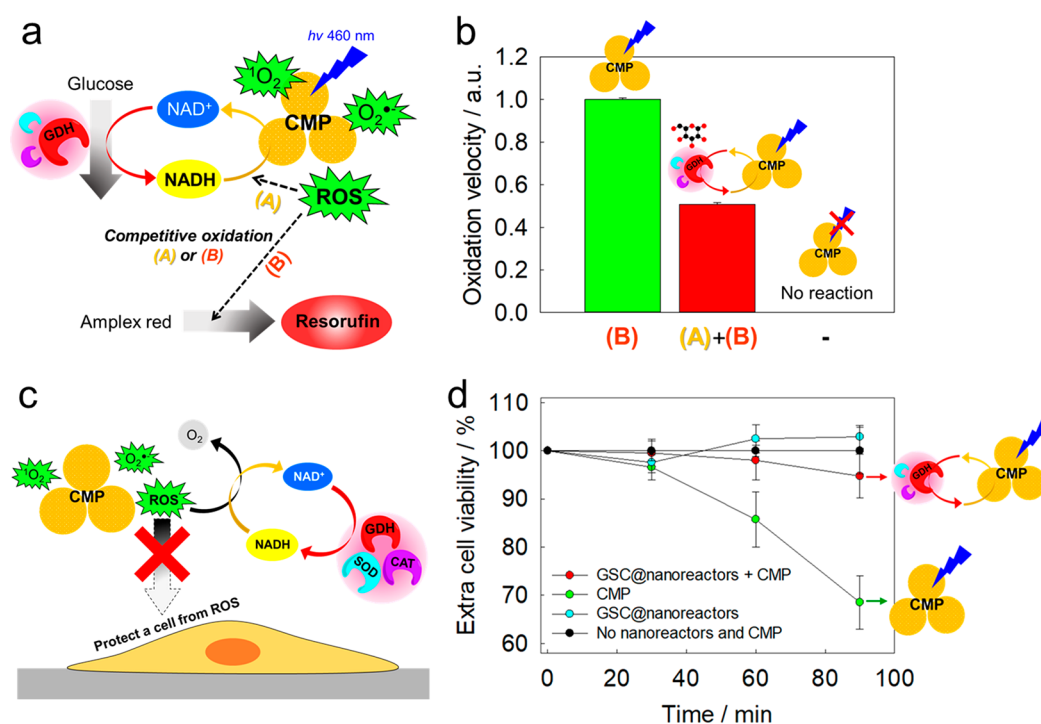 a
hv 460 nm
¹O₂
O₂•-
Glucose
NAD⁺
CMP
GDH
NADH
ROS
(A)
Competitive oxidation
(A) or (B)
(B)
Amplex red
Resorufin
b
Oxidation velocity / a.u.
1.2
1.0
0.8
0.6
0.4
0.2
0.0
CMP
GDH
CMP
CMP
No reaction
(B)
(A)+(B)
-
c
O₂
¹O₂
O₂•-
CMP
ROS
NAD⁺
NADH
GDH
SOD
CAT
Protect a cell from ROS
d
Extra cell viability / %
110
100
90
80
70
60
GSC@nanoreactors + CMP
CMP
GSC@nanoreactors
No nanoreactors and CMP
0
20
40
60
80
100
Time / min
GDH
CMP
CMP